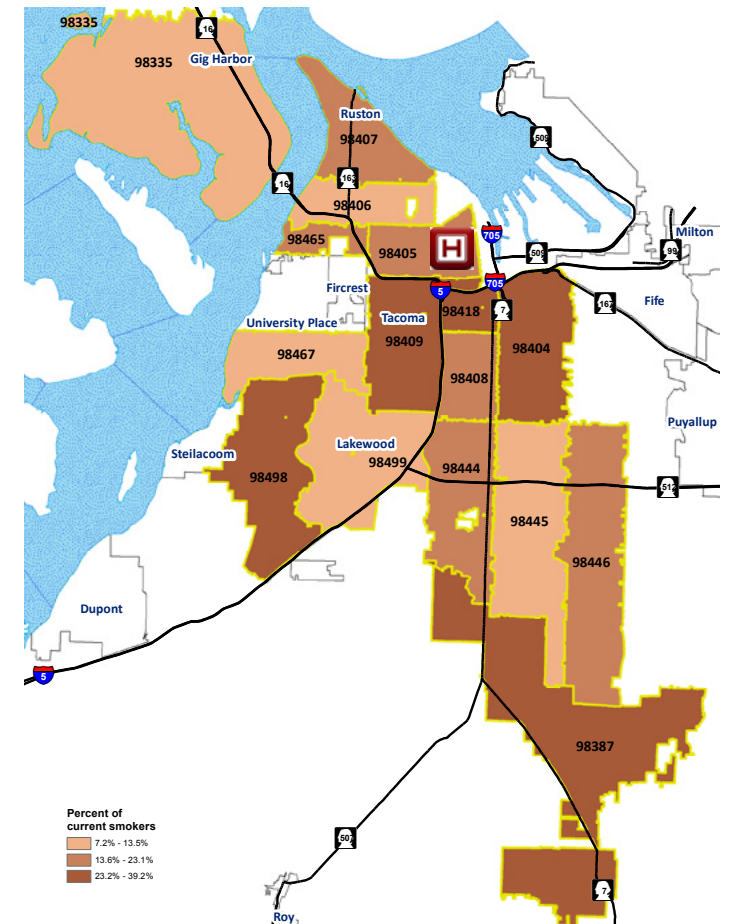 98335
16
98335
Gig Harbor
Ruston
98407
509
163
16
98406
98465
98405
H
705
509
99
Milton
Fircrest
5
705
7
167
Fife
Tacoma
98418
University Place
98409
98404
98467
98408
Puyallup
Lakewood
Steilacoom
98499
98444
98498
512
98445
98446
Dupont
5
98387
Percent of
current smokers
7.2% - 13.5%
13.6% - 23.1%
23.2% - 39.2%
507
7
Roy